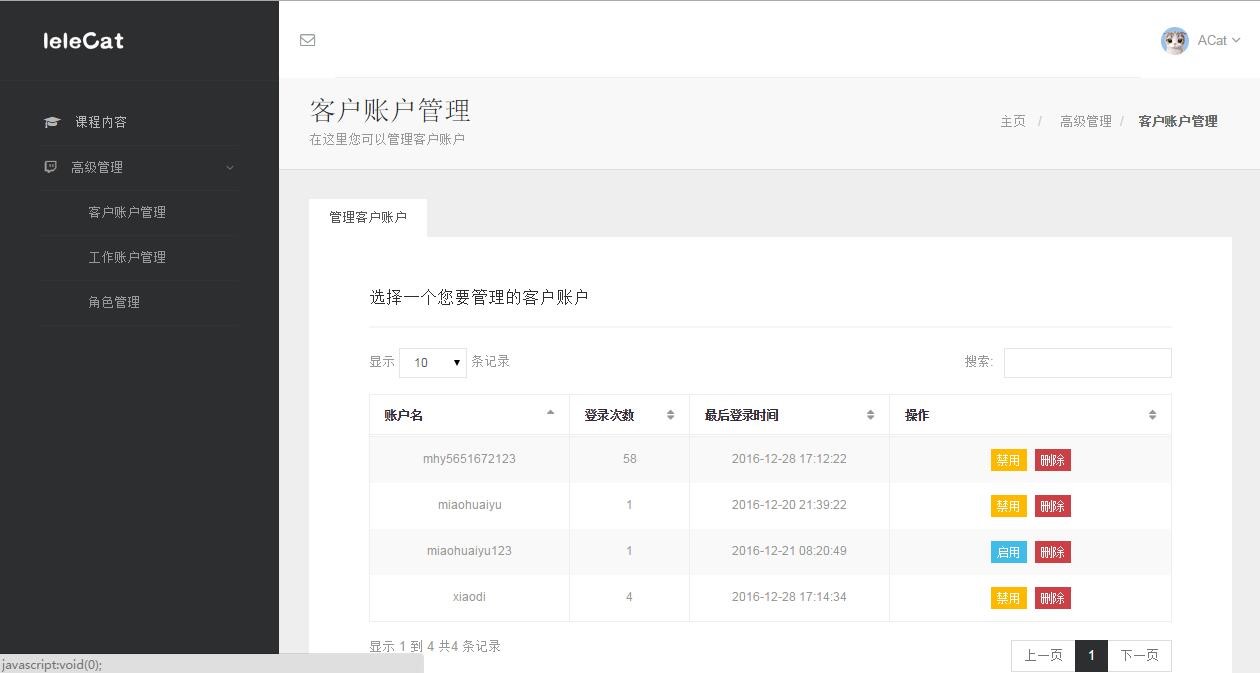 leleCat
ACat
课程内容
高级管理
客户账户管理
工作账户管理
角色管理
客户账户管理
在这里您可以管理客户账户
主页 / 高级管理 / 客户账户管理
管理客户账户
选择一个您要管理的客户账户
显示 10 条记录
搜索:
账户名 登录次数 最后登录时间 操作
mhy5651672123 58 2016-12-28 17:12:22 禁用 删除
miaohuaiyu 1 2016-12-20 21:39:22 禁用 删除
miaohuaiyu123 1 2016-12-21 08:20:49 启用 删除
xiaodi 4 2016-12-28 17:14:34 禁用 删除
显示 1 到 4 共4 条记录
上一页 1 下一页
javascript:void(0);